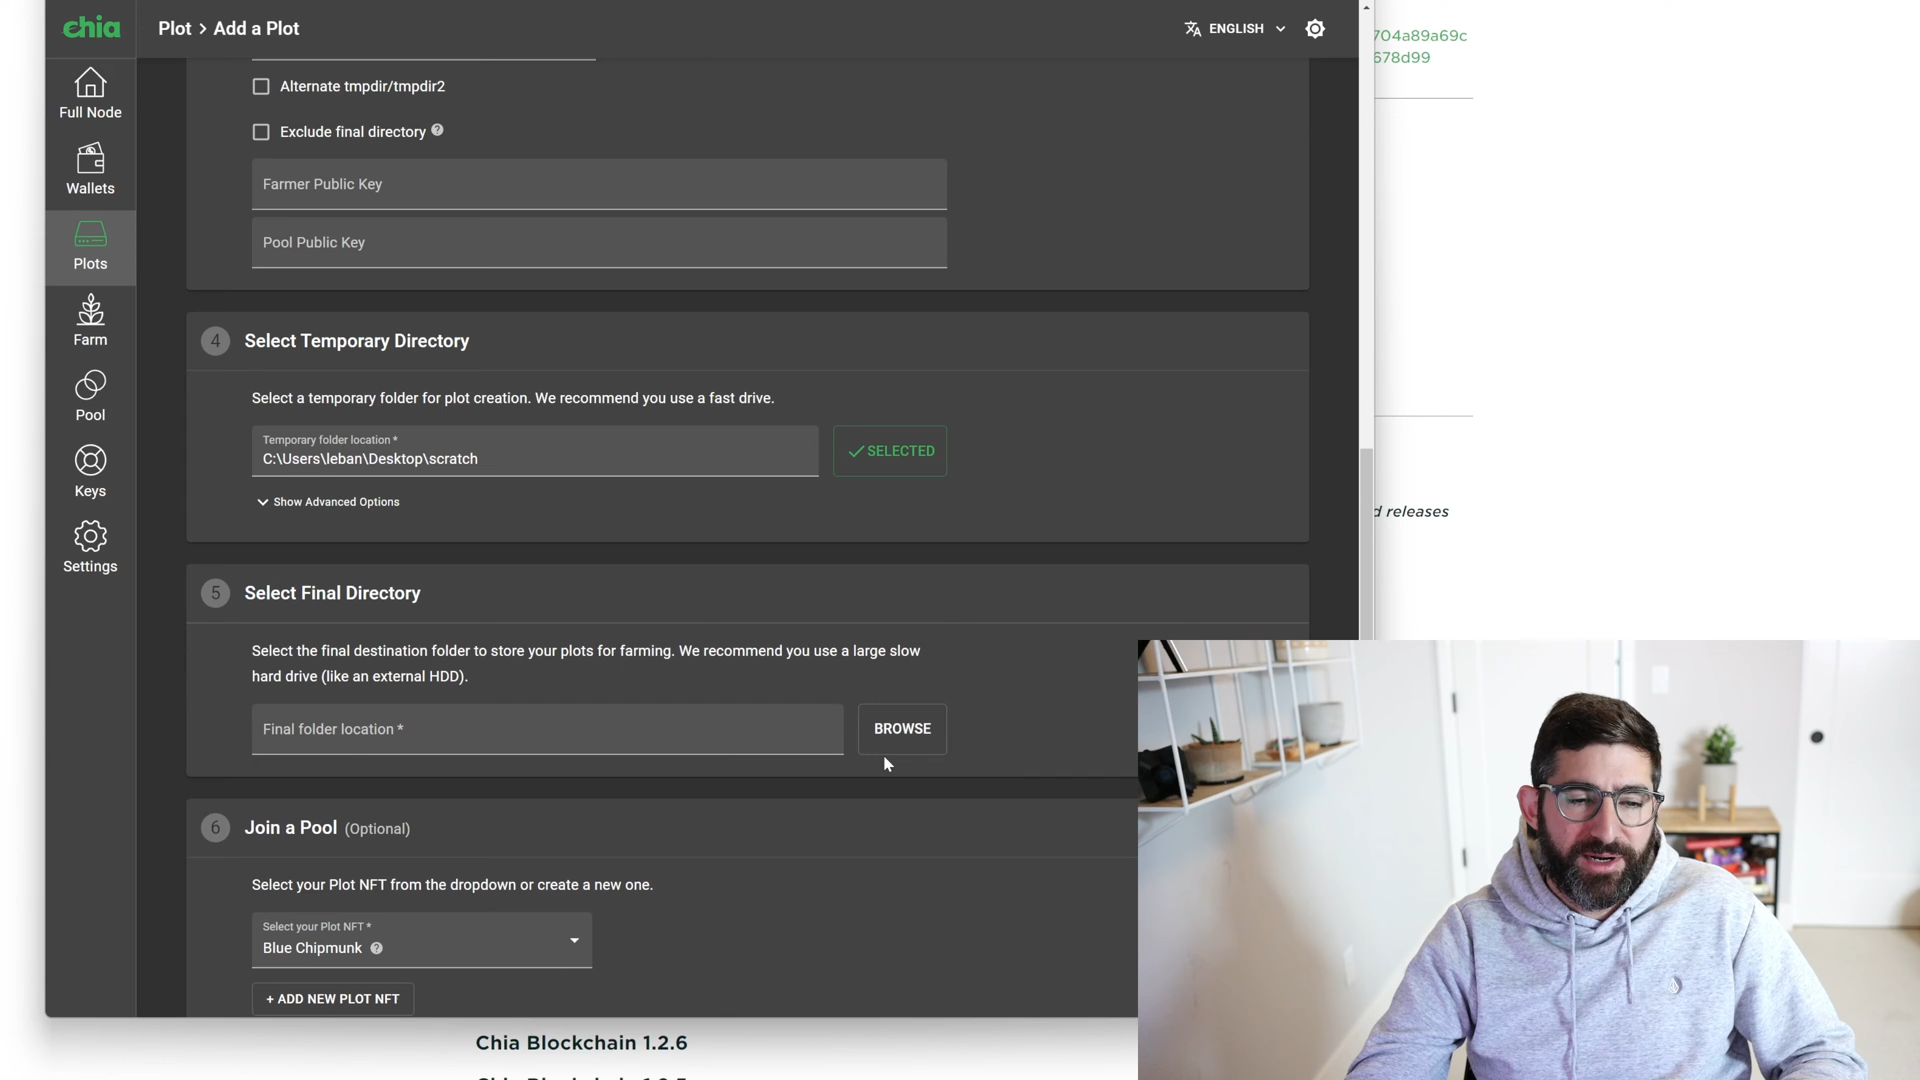 chia
Plot > Add a Plot
ENGLISH
704a89a69c
678d99
Full Node
Wallets
Plots
Farm
Pool
Keys
Settings
Alternate tmpdir/tmpdir2
Exclude final directory
Farmer Public Key
Pool Public Key
4 Select Temporary Directory
Select a temporary folder for plot creation. We recommend you use a fast drive.
Temporary folder location *
C:\Users\leban\Desktop\scratch
SELECTED
Show Advanced Options
d releases
5 Select Final Directory
Select the final destination folder to store your plots for farming. We recommend you use a large slow
hard drive (like an external HDD).
Final folder location *
BROWSE
6 Join a Pool (Optional)
Select your Plot NFT from the dropdown or create a new one.
Select your Plot NFT *
Blue Chipmunk
+ ADD NEW PLOT NFT
Chia Blockchain 1.2.6